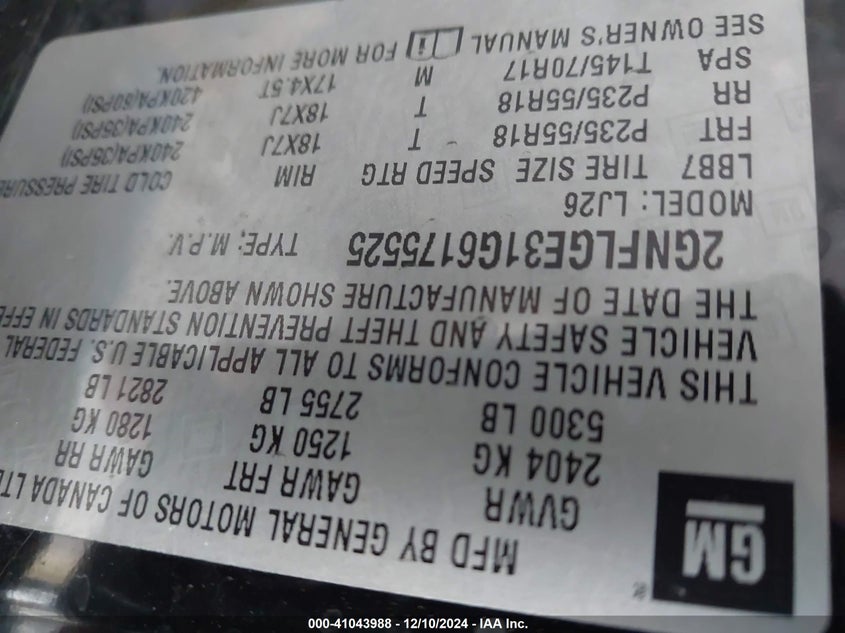 GM
MFD BY GENERAL MOTORS OF CANADA LTD
GVWR GAWR FRT GAWR RR
2404 KG 1250 KG 1280 KG
5300 LB 2755 LB 2821 LB
THIS VEHICLE CONFORMS TO ALL APPLICABLE U.S. FEDERAL
VEHICLE SAFETY AND THEFT PREVENTION STANDARDS IN EFFE
THE DATE OF MANUFACTURE SHOWN ABOVE.
2GNFLGE31G6175525 TYPE: M.P.V.
MODEL: LJ26
LBB7 TIRE SIZE SPEED RTG RIM COLD TIRE PRESSURE
FRT P235/55R18 T 18X7J 240KPA(35PSI)
RR P235/55R18 T 18X7J 240KPA(35PSI)
SPA T145/70R17 M 17X4.5T 420KPA(60PSI)
SEE OWNER'S MANUAL i FOR MORE INFORMATION.
000-41043988 — 12/10/2024 — IAA Inc.